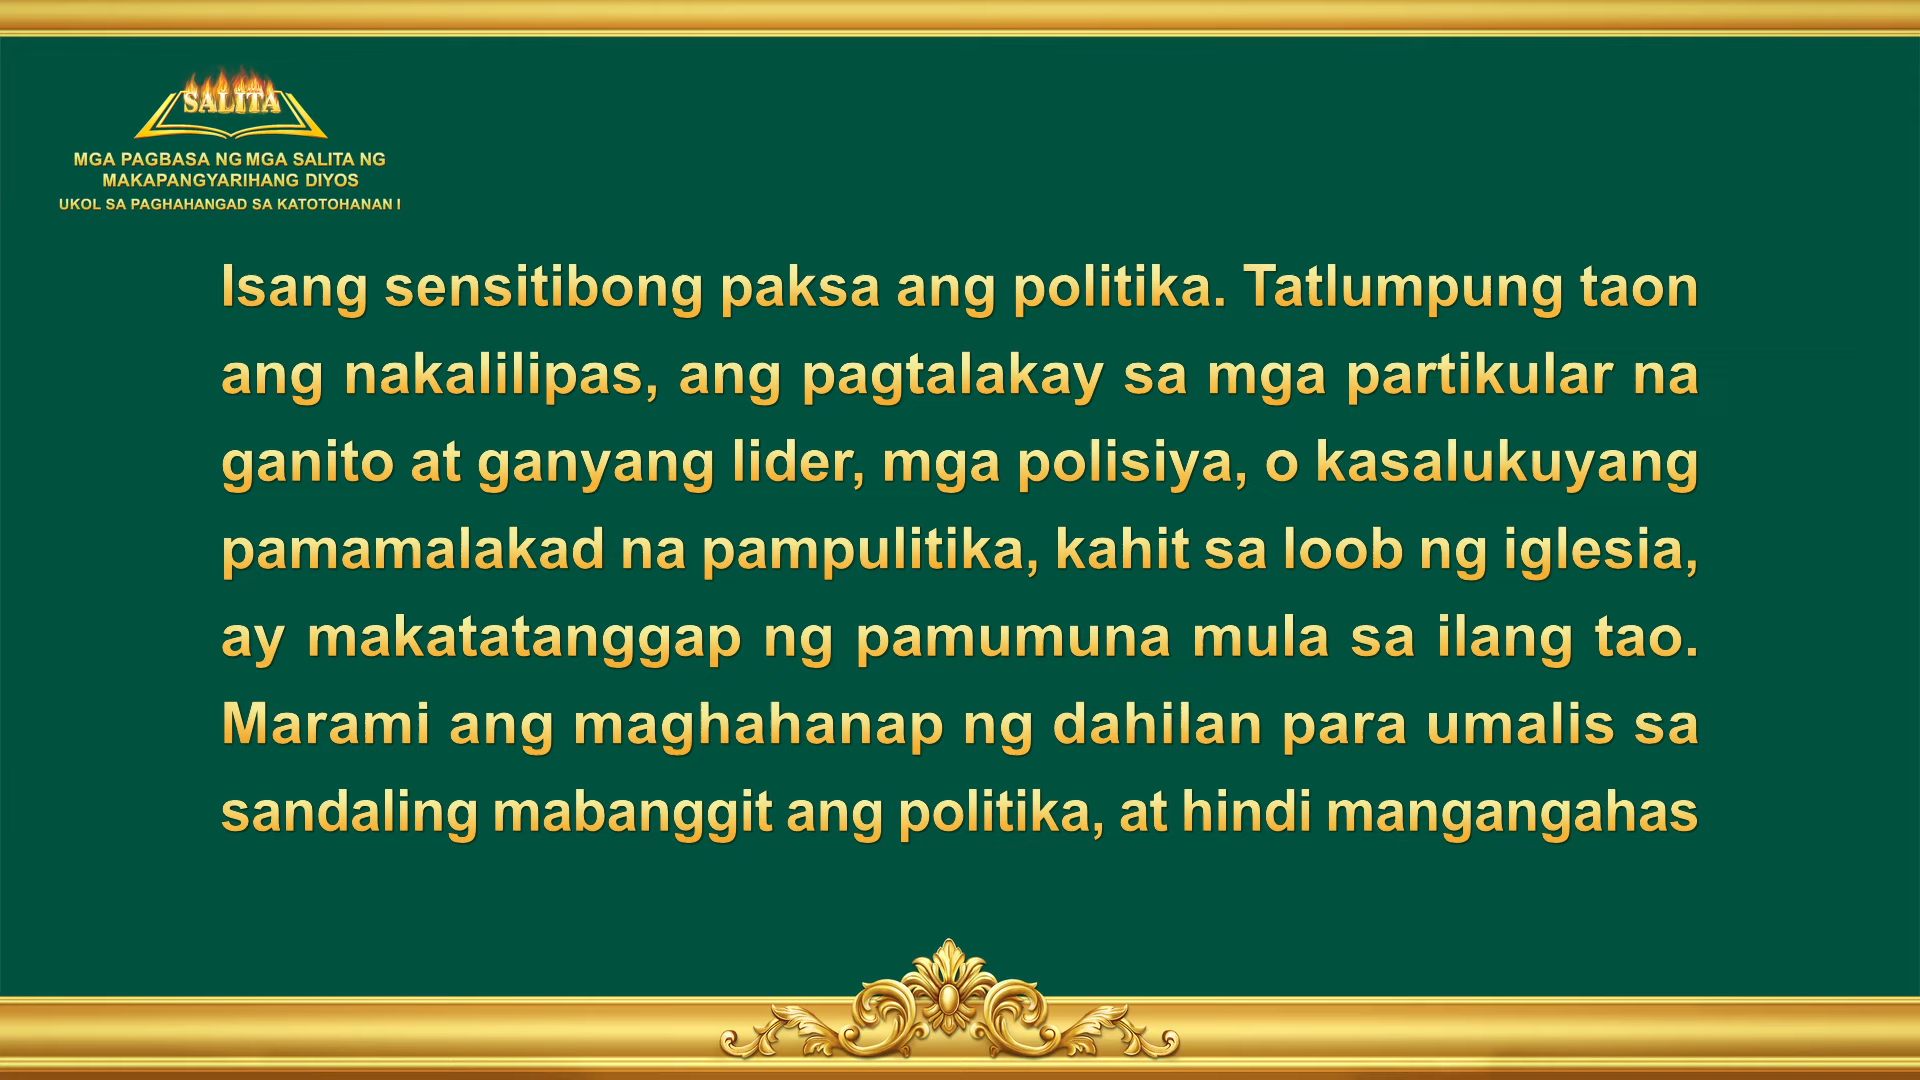 SALITA
MGA PAGBASA NG MGA SALITA NG
MAKAPANGYARIHANG DIYOS
UKOL SA PAGHAHANGAD SA KATOTOHANAN I
Isang sensitibong paksa ang politika. Tatlumpung taon
ang nakalilipas, ang pagtalakay sa mga partikular na
ganito at ganyang lider, mga polisiya, o kasalukuyang
pamamalakad na pampulitika, kahit sa loob ng iglesia,
ay makatatanggap ng pamumuna mula sa ilang tao.
Marami ang maghahanap ng dahilan para umalis sa
sandaling mabanggit ang politika, at hindi mangangahas